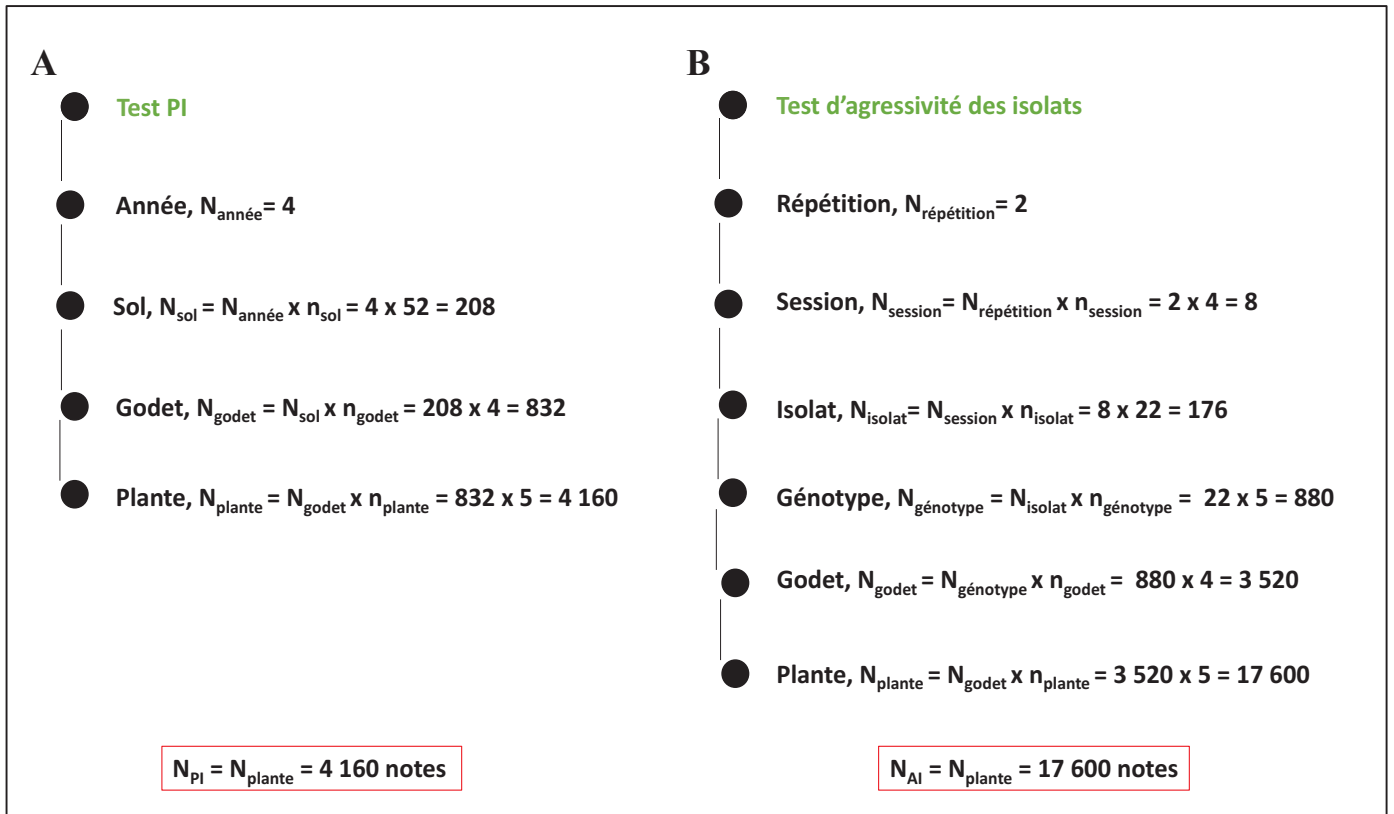 A
Test PI
Année, Nannée= 4
Sol, Nsol = Nannée x nsol = 4 x 52 = 208
Godet, Ngodet = Nsol x ngodet = 208 x 4 = 832
Plante, Nplante = Ngodet x nplante = 832 x 5 = 4 160
NPI = Nplante = 4 160 notes
B
Test d'agressivité des isolats
Répétition, Nrépétition= 2
Session, Nsession= Nrépétition x nsession = 2 x 4 = 8
Isolat, Nisolat= Nsession x nisolat = 8 x 22 = 176
Génotype, Ngénotype = Nisolat x ngénotype = 22 x 5 = 880
Godet, Ngodet = Ngénotype x ngodet = 880 x 4 = 3 520
Plante, Nplante = Ngodet x nplante = 3 520 x 5 = 17 600
NAI = Nplante = 17 600 notes